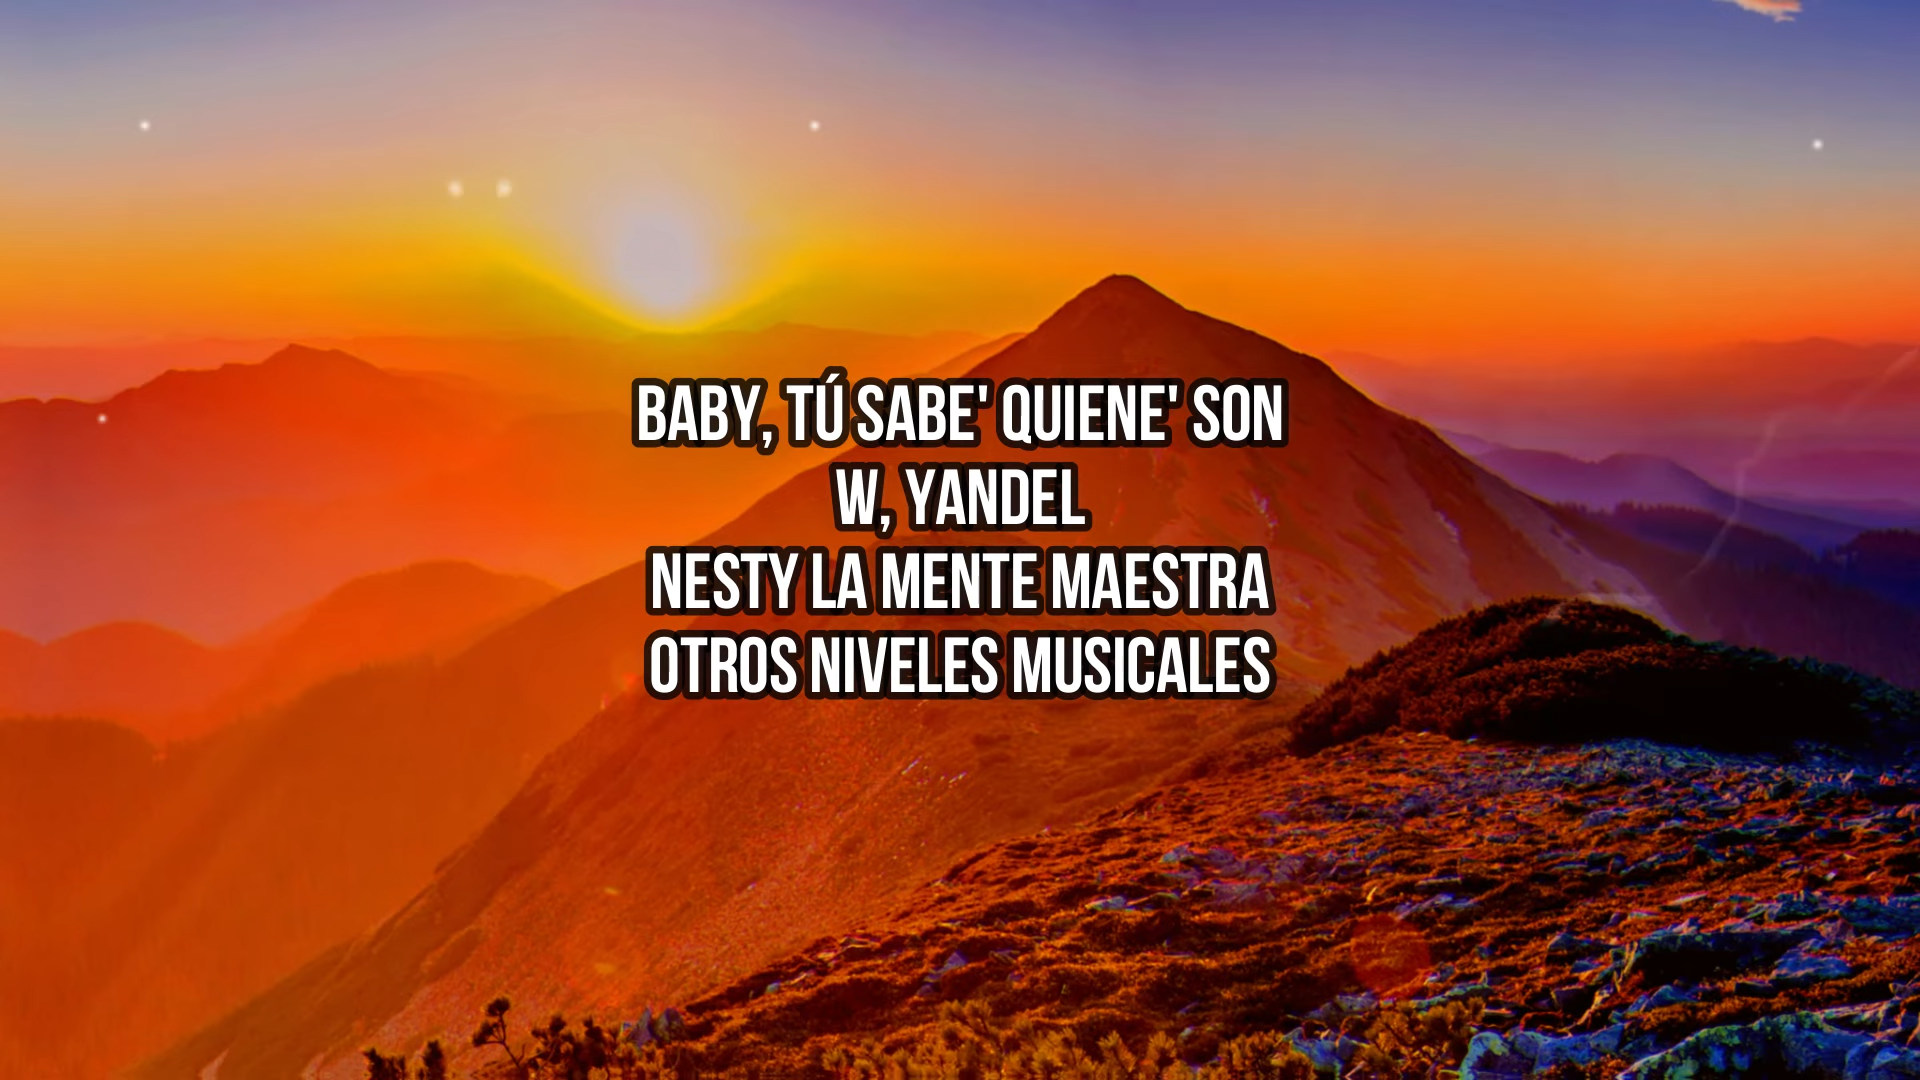 BABY, TÚ SABE' QUIENE' SON
W, YANDEL
NESTY LA MENTE MAESTRA
OTROS NIVELES MUSICALES